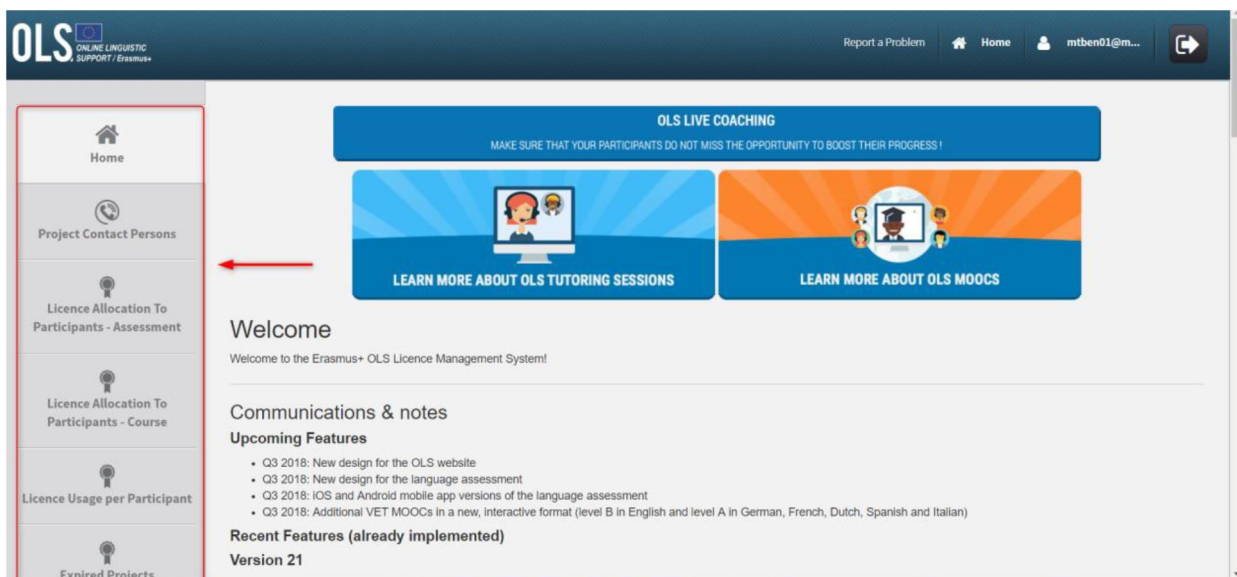 OLS ONLINE LINGUISTIC
SUPPORT / Erasmus+
Report a Problem
Home
mtben01@m...
Home
Project Contact Persons
Licence Allocation To
Participants - Assessment
Licence Allocation To
Participants - Course
Licence Usage per Participant
Expired Projects
OLS LIVE COACHING
MAKE SURE THAT YOUR PARTICIPANTS DO NOT MISS THE OPPORTUNITY TO BOOST THEIR PROGRESS !
LEARN MORE ABOUT OLS TUTORING SESSIONS
LEARN MORE ABOUT OLS MOOCS
Welcome
Welcome to the Erasmus+ OLS Licence Management System!
Communications & notes
Upcoming Features
• Q3 2018: New design for the OLS website
• Q3 2018: New design for the language assessment
• Q3 2018: iOS and Android mobile app versions of the language assessment
• Q3 2018: Additional VET MOOCs in a new, interactive format (level B in English and level A in German, French, Dutch, Spanish and Italian)
Recent Features (already implemented)
Version 21